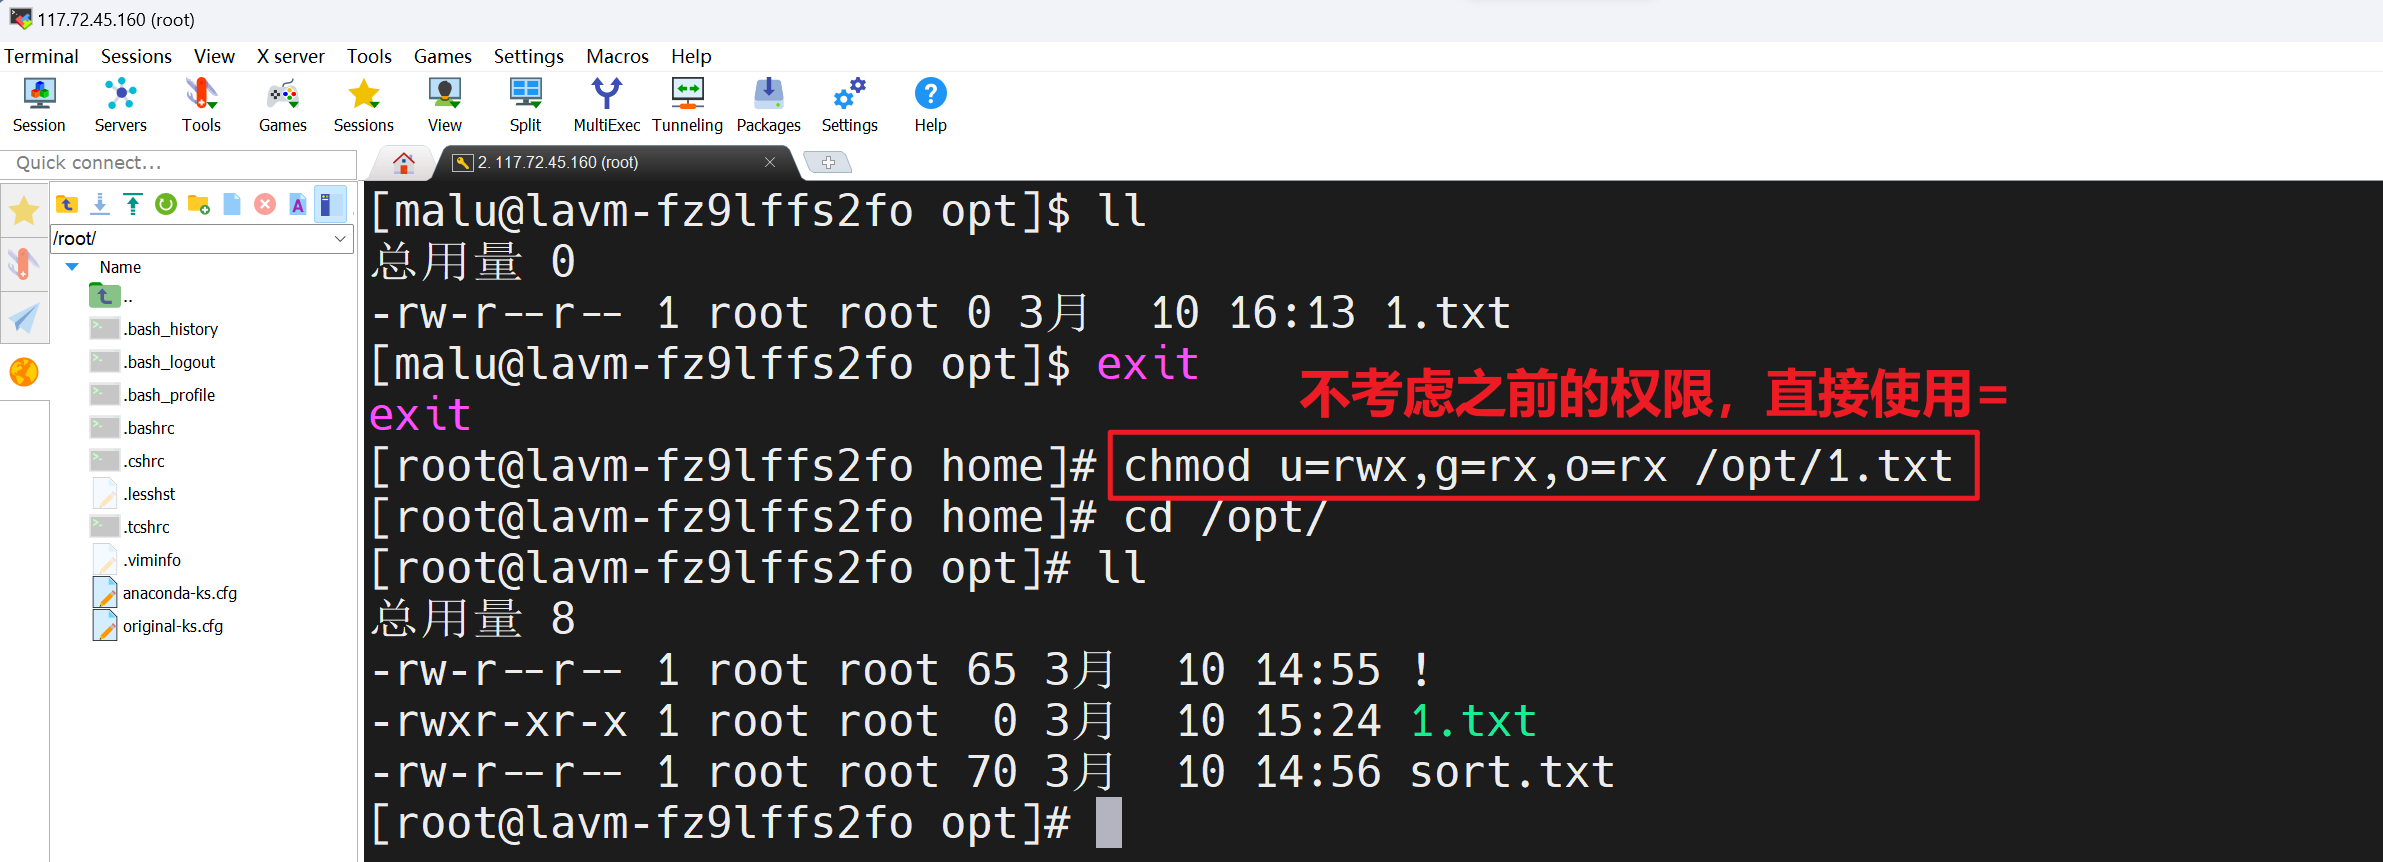 117.72.45.160 (root)
Terminal Sessions View X server Tools Games Settings Macros Help
Session Servers Tools Games Sessions View Split MultiExec Tunneling Packages Settings Help
Quick connect...
2. 117.72.45.160 (root)
/root/
Name
..
.bash_history
.bash_logout
.bash_profile
.bashrc
.cshrc
.lesshst
.tcshrc
.viminfo
anaconda-ks.cfg
original-ks.cfg
[malu@lavm-fz9lffs2fo opt]$ ll
总用量 0
-rw-r--r-- 1 root root 0 3月  10 16:13 1.txt
[malu@lavm-fz9lffs2fo opt]$ exit
exit
不考虑之前的权限，直接使用=
[root@lavm-fz9lffs2fo home]# chmod u=rwx,g=rx,o=rx /opt/1.txt
[root@lavm-fz9lffs2fo home]# cd /opt/
[root@lavm-fz9lffs2fo opt]# ll
总用量 8
-rw-r--r-- 1 root root 65 3月  10 14:55 !
-rwxr-xr-x 1 root root  0 3月  10 15:24 1.txt
-rw-r--r-- 1 root root 70 3月  10 14:56 sort.txt
[root@lavm-fz9lffs2fo opt]#